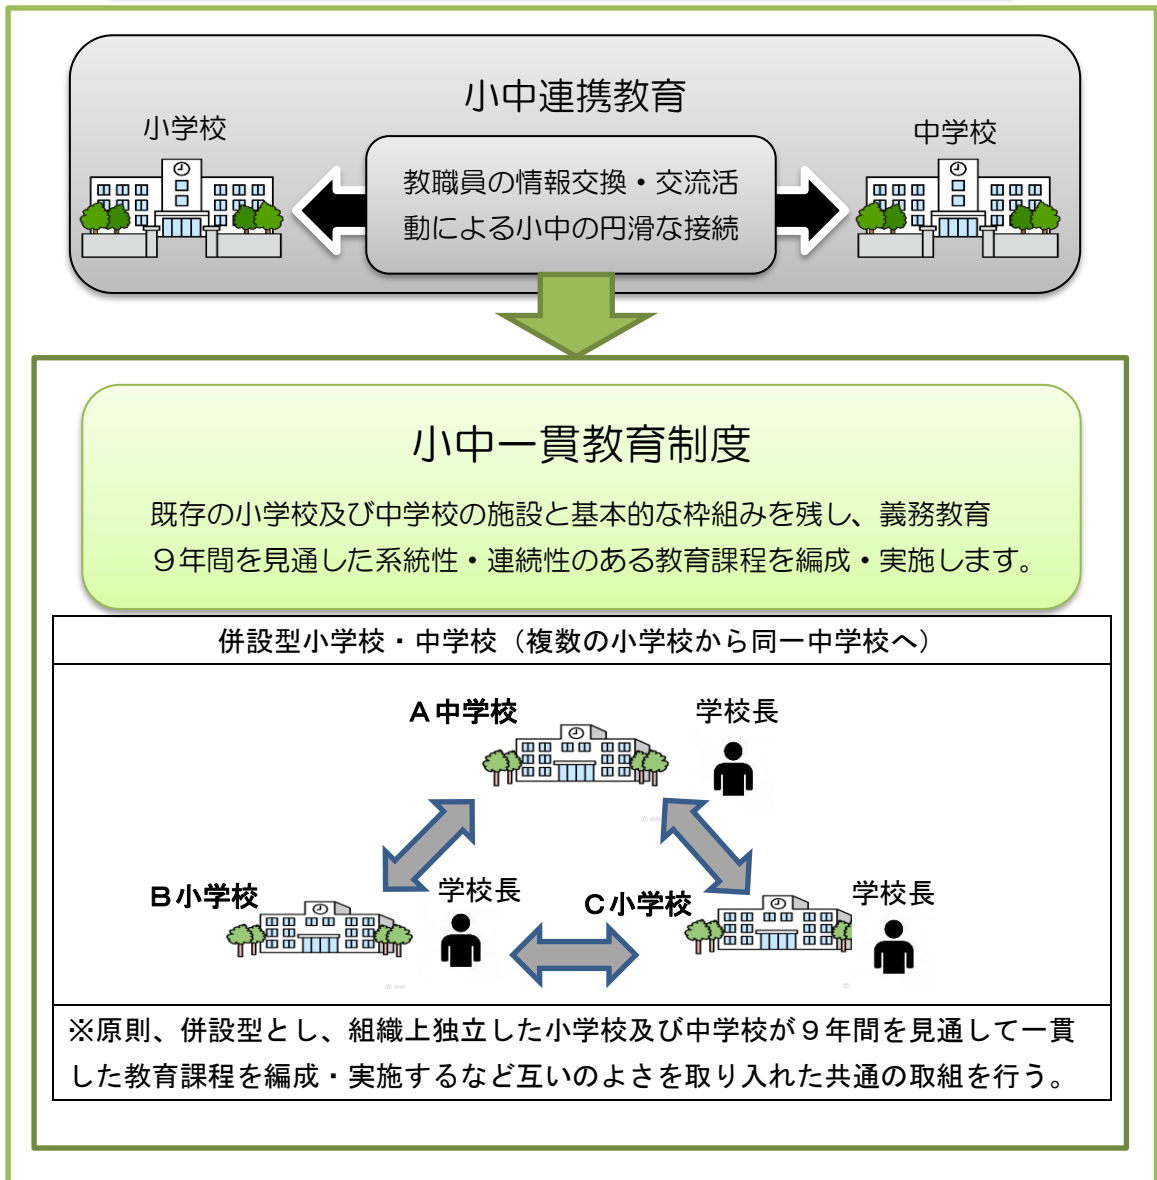 小中連携教育
小学校
中学校
教職員の情報交換・交流活
動による小中の円滑な接続
小中一貫教育制度
既存の小学校及び中学校の施設と基本的な枠組みを残し、義務教育
９年間を見通した系統性・連続性のある教育課程を編成・実施します。
併設型小学校・中学校（複数の小学校から同一中学校へ）
Ａ中学校
学校長
Ｂ小学校
学校長
Ｃ小学校
学校長
※原則、併設型とし、組織上独立した小学校及び中学校が９年間を見通して一貫
した教育課程を編成・実施するなど互いのよさを取り入れた共通の取組を行う。